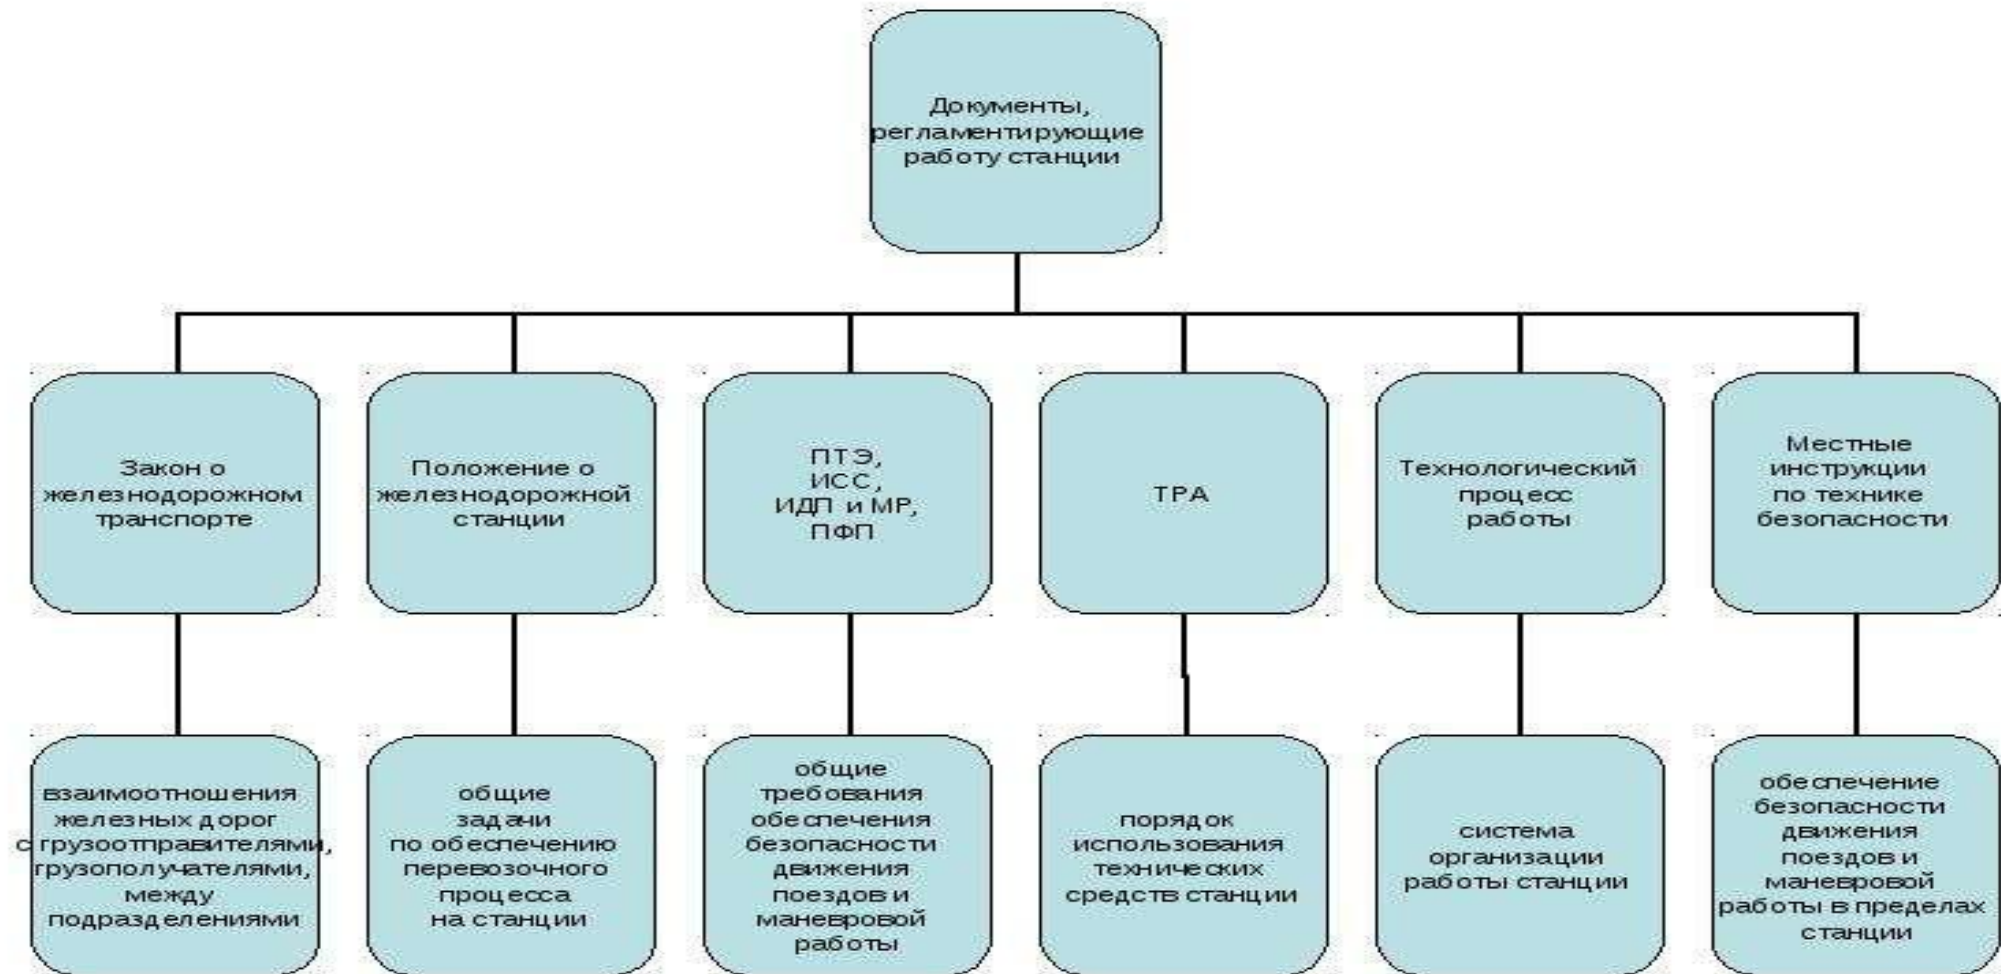 Документы,
регламентирующие
работу станции
Закон о
железнодорожном
транспорте
Положение о
железнодорожной
станции
ПТЭ,
ИСС,
ИДП и МР,
ПФП
ТРА
Технологический
процесс
работы
Местные
инструкции
по технике
безопасности
взаимоотношения
железных дорог
с грузоотправителями,
грузополучателями,
между
подразделениями
общие
задачи
по обеспечению
перевозочного
процесса
на станции
общие
требования
обеспечения
безопасности
движения
поездов и
маневровой
работы
порядок
использования
технических
средств станции
система
организации
работы станции
обеспечение
безопасности
движения
поездов и
маневровой
работы в пределах
станции